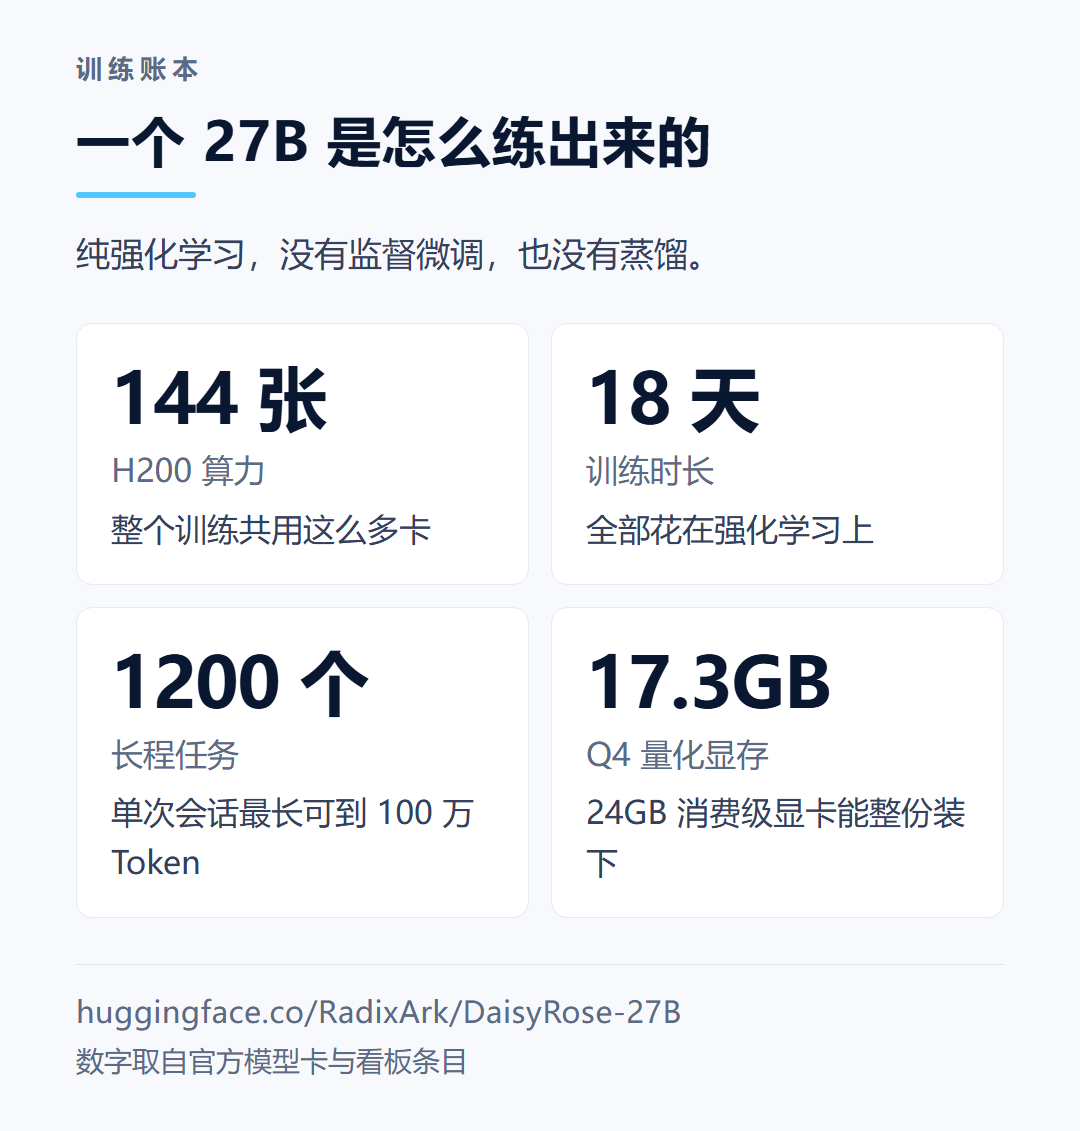 训练账本
一个 27B 是怎么练出来的
纯强化学习，没有监督微调，也没有蒸馏。
144 张
H200 算力
整个训练共用这么多卡
18 天
训练时长
全部花在强化学习上
1200 个
长程任务
单次会话最长可到 100 万
Token
17.3GB
Q4 量化显存
24GB 消费级显卡能整份装
下
huggingface.co/RadixArk/DaisyRose-27B
数字取自官方模型卡与看板条目